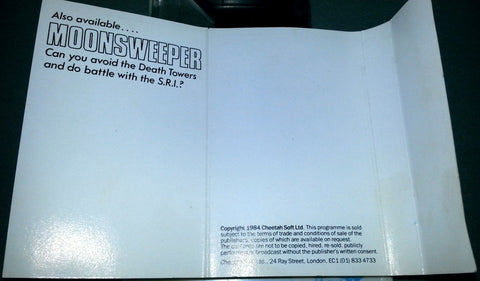 Also available....
MOONSWEEPER
Can you avoid the Death Towers
and do battle with the S.R.I.?
Copyright 1984 Cheetah Soft Ltd. This programme is sold
subject to the terms of trade and conditions of sale of the
publishers, copies of which are available on request.
The are not to be copied, hired, re-sold, publicly
or broadcast without the publisher's written consent.
Ltd., 24 Ray Street, London, EC1 (01) 833 4733